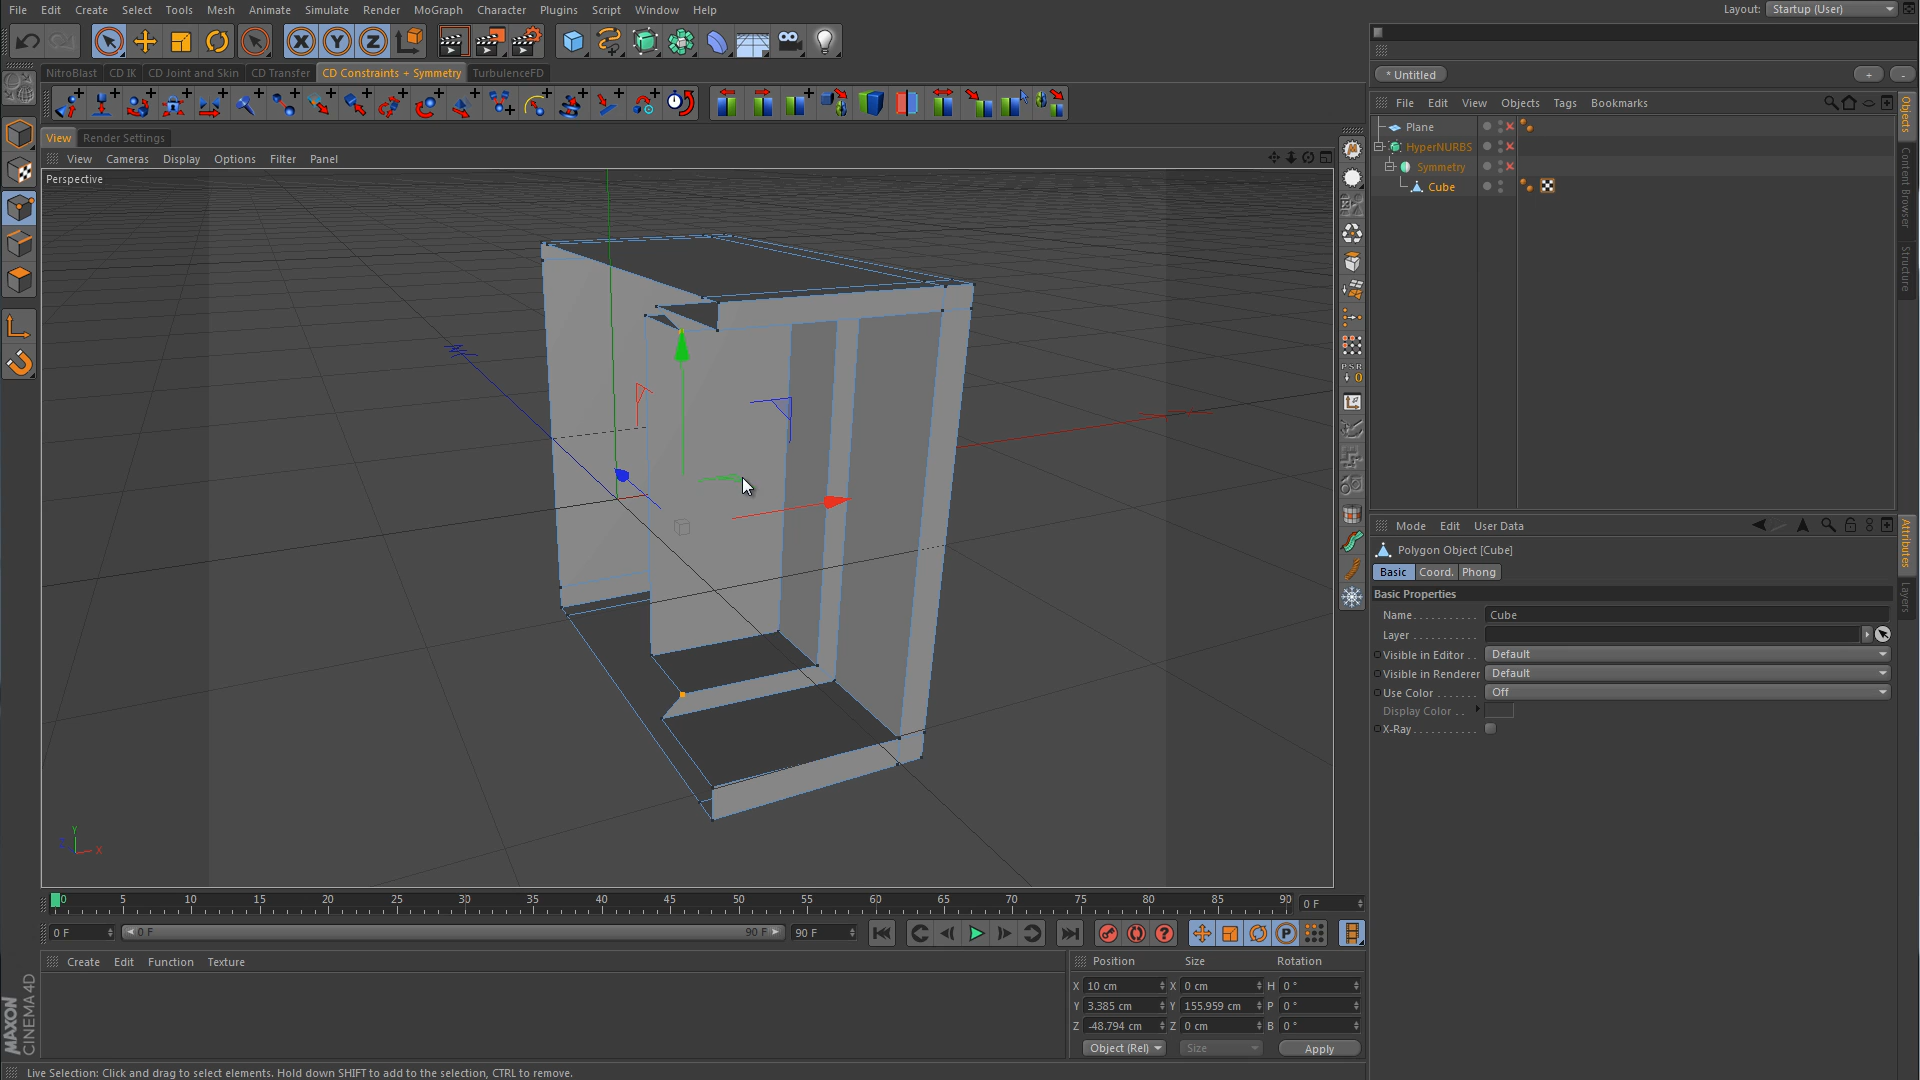 File Edit Create Select Tools Mesh Animate Simulate Render MoGraph Character Plugins Script Window Help
Layout: Startup (User)
NitroBlast CD IK CD Joint and Skin CD Transfer CD Constraints + Symmetry TurbulenceFD
* Untitled + -
File Edit View Objects Tags Bookmarks
View Render Settings
View Cameras Display Options Filter Panel
Perspective
Plane
HyperNURBS
Symmetry
Cube
Objects
Content Browser
Structure
X Y Z
PSR
0
Mode Edit User Data
Polygon Object [Cube]
Basic Coord. Phong
Basic Properties
Name Cube
Layer
Visible in Editor Default
Visible in Renderer Default
Use Color Off
Display Color
X-Ray
Attributes
Layers
Y
Z X
0 5 10 15 20 25 30 35 40 45 50 55 60 65 70 75 80 85 90 0 F
0 F 0 F 90 F 90 F
Create Edit Function Texture
Position Size Rotation
X 10 cm X 0 cm H 0 °
Y 3.385 cm Y 155.959 cm P 0 °
Z -48.794 cm Z 0 cm B 0 °
Object (Rel) Size Apply
MAXON
CINEMA 4D
Live Selection: Click and drag to select elements. Hold down SHIFT to add to the selection, CTRL to remove.